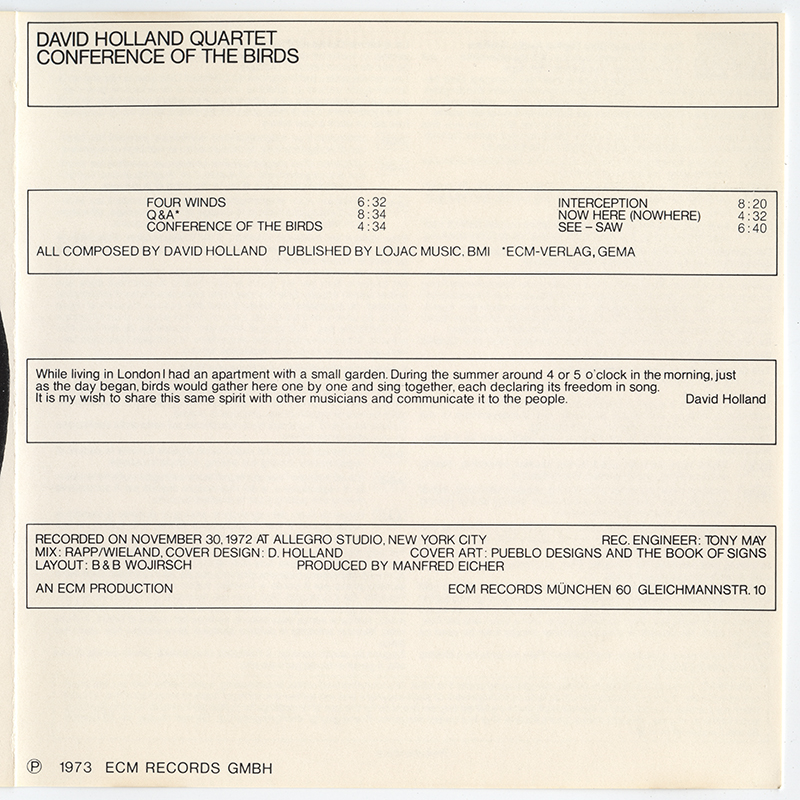 DAVID HOLLAND QUARTET
CONFERENCE OF THE BIRDS
FOUR WINDS 6:32 INTERCEPTION 8:20
Q&A* 8:34 NOW HERE (NOWHERE) 4:32
CONFERENCE OF THE BIRDS 4:34 SEE – SAW 6:40
ALL COMPOSED BY DAVID HOLLAND PUBLISHED BY LOJAC MUSIC, BMI *ECM-VERLAG, GEMA
While living in London I had an apartment with a small garden. During the summer around 4 or 5 o'clock in the morning, just
as the day began, birds would gather here one by one and sing together, each declaring its freedom in song.
It is my wish to share this same spirit with other musicians and communicate it to the people. David Holland
RECORDED ON NOVEMBER 30, 1972 AT ALLEGRO STUDIO, NEW YORK CITY REC. ENGINEER: TONY MAY
MIX: RAPP/WIELAND, COVER DESIGN: D. HOLLAND COVER ART: PUEBLO DESIGNS AND THE BOOK OF SIGNS
LAYOUT: B&B WOJIRSCH PRODUCED BY MANFRED EICHER
AN ECM PRODUCTION ECM RECORDS MÜNCHEN 60 GLEICHMANNSTR. 10
℗ 1973 ECM RECORDS GMBH